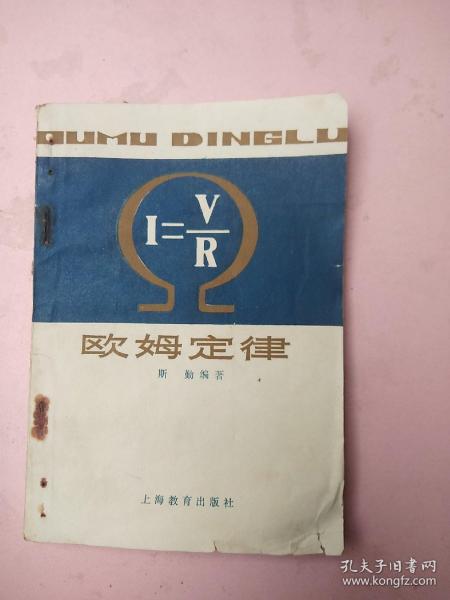 OUMU DINGLU
I=V/R
欧姆定律
斯 勤编著
上海教育出版社
孔夫子旧书网
www.kongfz.com